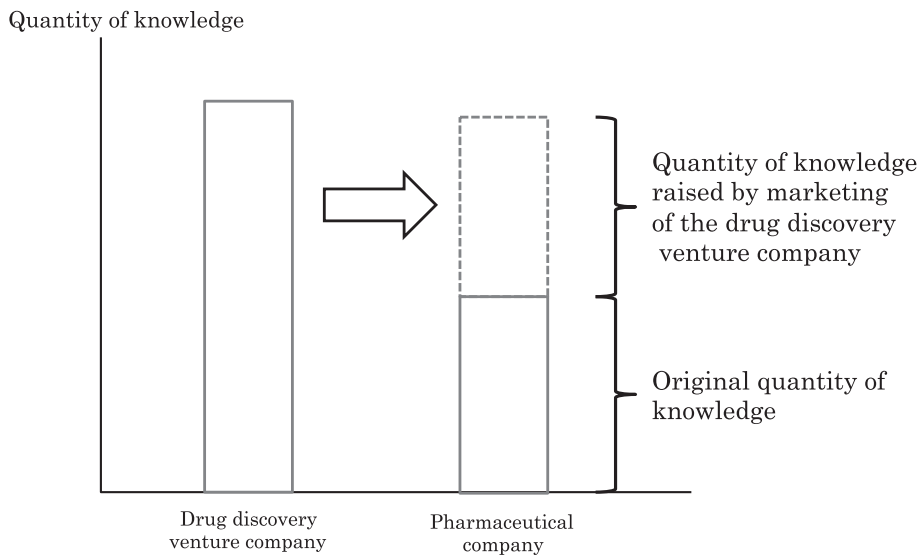 Quantity of knowledge
Quantity of knowledge
raised by marketing
of the drug discovery
venture company
Original quantity of
knowledge
Drug discovery
venture company
Pharmaceutical
company